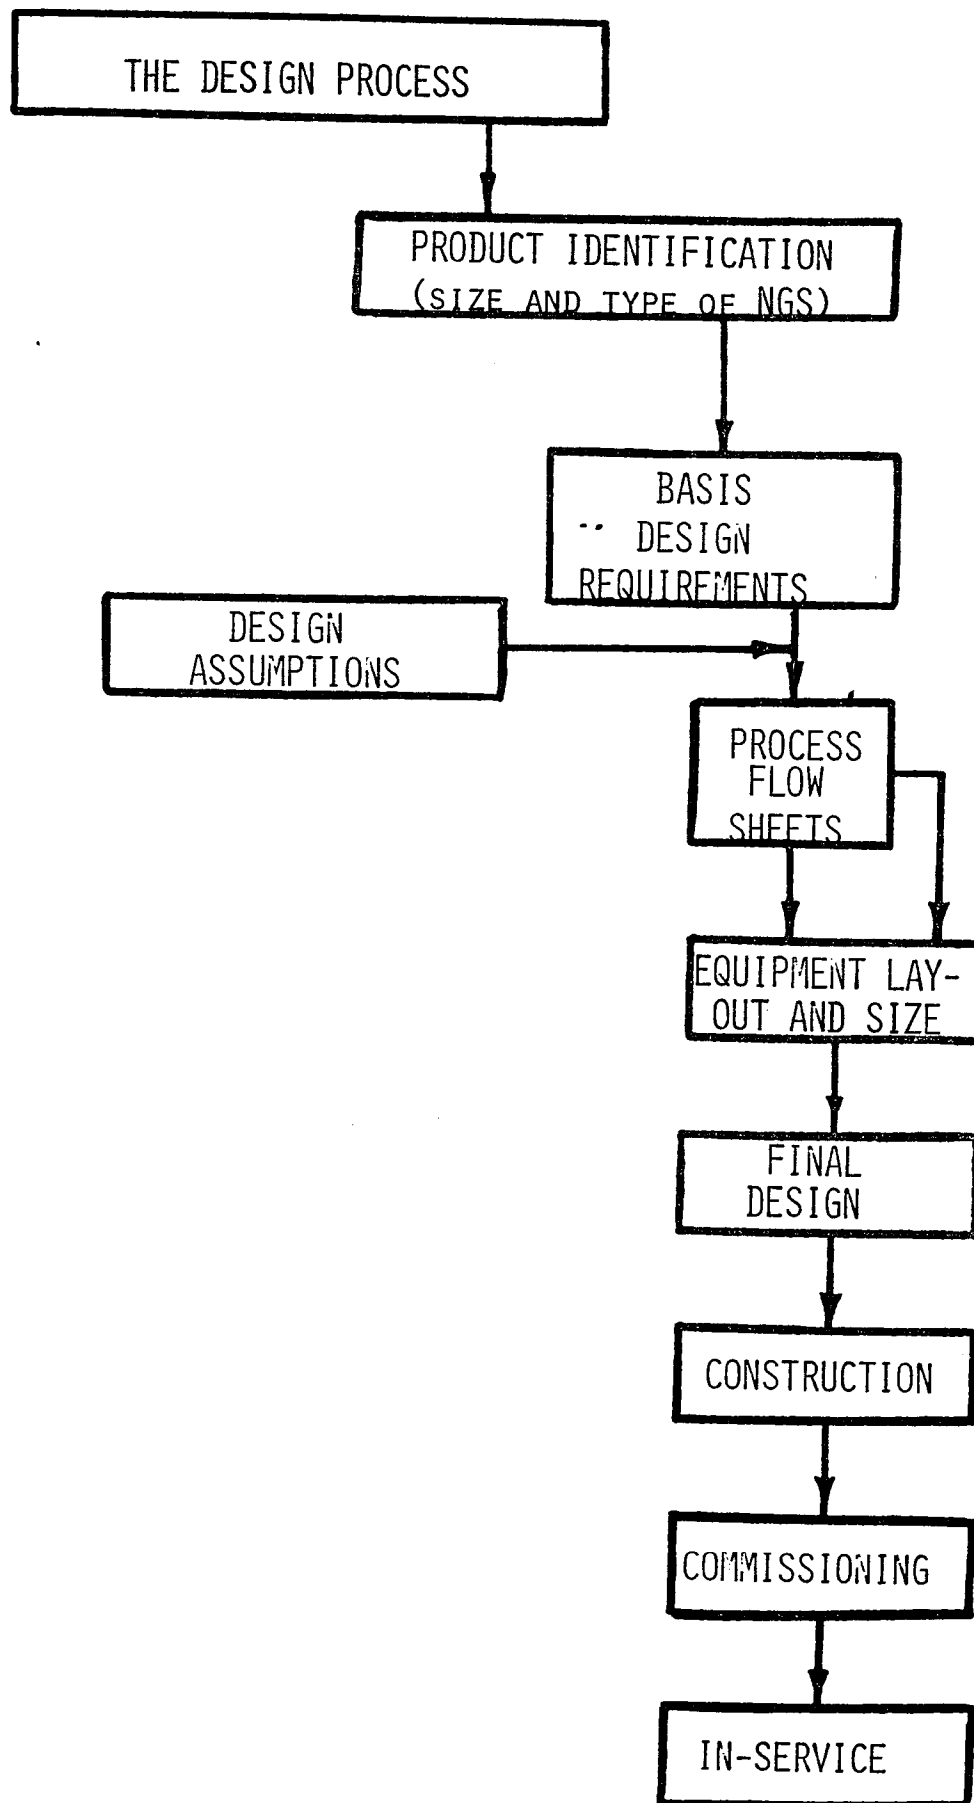 THE DESIGN PROCESS
PRODUCT IDENTIFICATION
(SIZE AND TYPE OF NGS)
BASIS
DESIGN
REQUIREMENTS
DESIGN
ASSUMPTIONS
PROCESS
FLOW
SHEETS
EQUIPMENT LAY-
OUT AND SIZE
FINAL
DESIGN
CONSTRUCTION
COMMISSIONING
IN-SERVICE